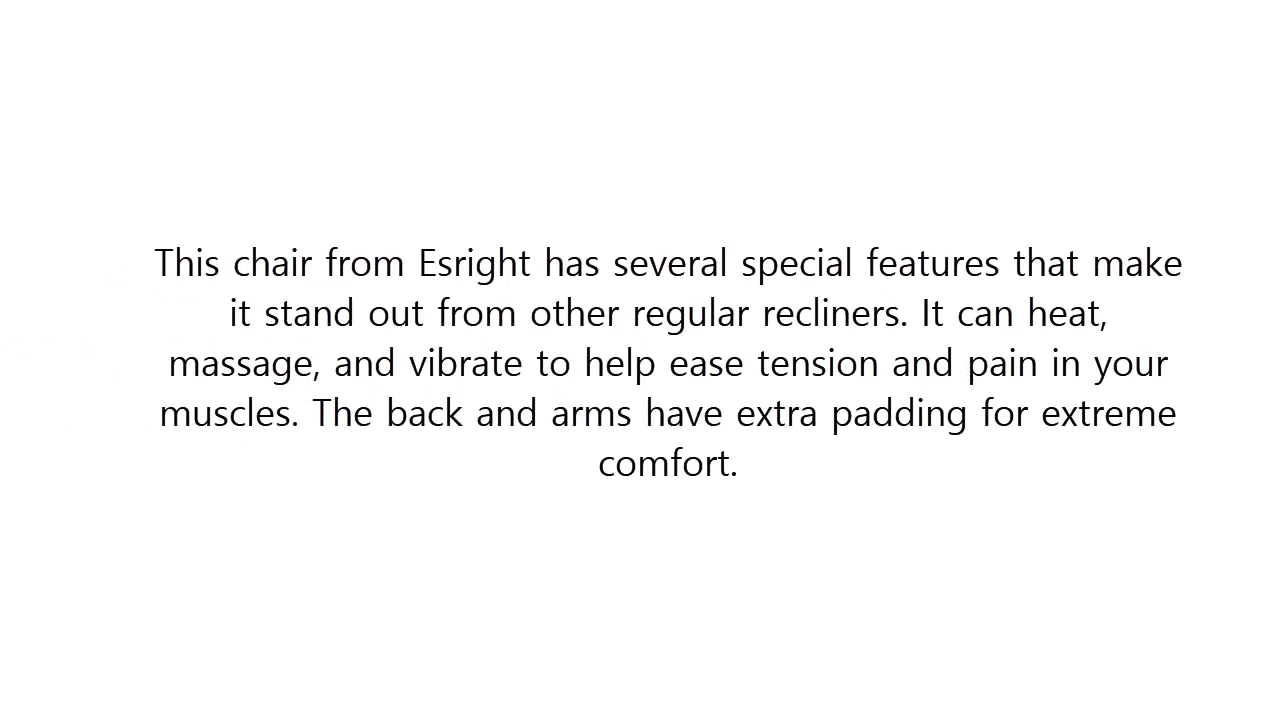 This chair from Esright has several special features that make
it stand out from other regular recliners. It can heat,
massage, and vibrate to help ease tension and pain in your
muscles. The back and arms have extra padding for extreme
comfort.